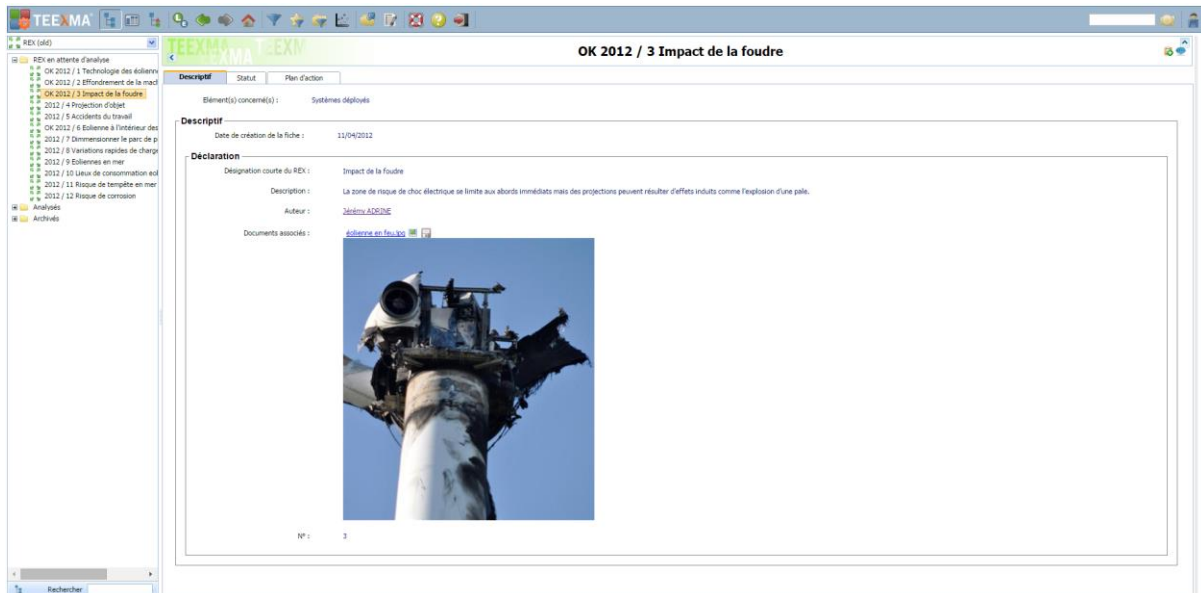 TEEXMA
REX (old)
TEEXMA TEEXM
TEEXMA
OK 2012 / 3 Impact de la foudre
REX en attente d'analyse
OK 2012 / 1 Technologie des éolienn
OK 2012 / 2 Effondrement de la mach
OK 2012 / 3 Impact de la foudre
2012 / 4 Projection d'objet
2012 / 5 Accidents du travail
OK 2012 / 6 Eolienne à l'intérieur des
2012 / 7 Dimmensionner le parc de p
2012 / 8 Variations rapides de charge
2012 / 9 Eoliennes en mer
2012 / 10 Lieux de consommation eol
2012 / 11 Risque de tempête en mer
2012 / 12 Risque de corrosion
Analysés
Archivés
Rechercher
Descriptif Statut Plan d'action
Elément(s) concerné(s) : Systèmes déployés
Descriptif
Date de création de la fiche : 11/04/2012
Déclaration
Désignation courte du REX : Impact de la foudre
Description : La zone de risque de choc électrique se limite aux abords immédiats mais des projections peuvent résulter d'effets induits comme l'explosion d'une pale.
Auteur : Jérémy ADRINE
Documents associés : éolienne en feu.jpg
N° : 3